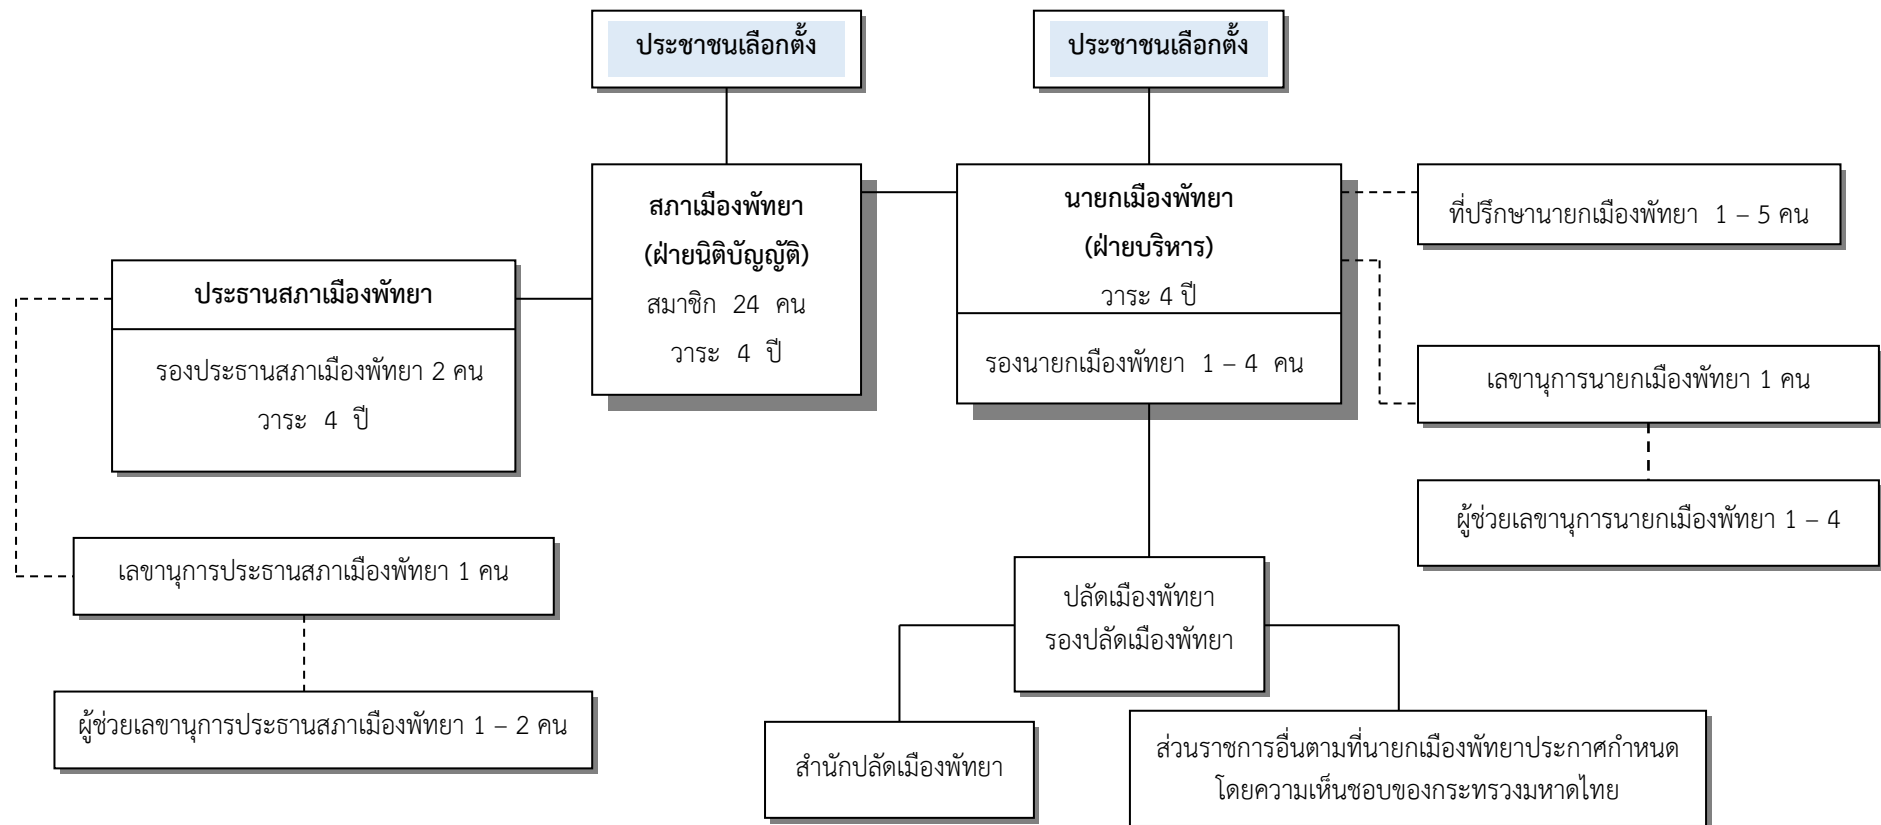 ประชาชนเลือกตั้ง
ประชาชนเลือกตั้ง
สภาเมืองพัทยา
(ฝ่ายนิติบัญญัติ)
สมาชิก 24 คน
วาระ 4 ปี
นายกเมืองพัทยา
(ฝ่ายบริหาร)
วาระ 4 ปี
รองนายกเมืองพัทยา 1 – 4 คน
ที่ปรึกษานายกเมืองพัทยา 1 – 5 คน
ประธานสภาเมืองพัทยา
รองประธานสภาเมืองพัทยา 2 คน
วาระ 4 ปี
เลขานุการนายกเมืองพัทยา 1 คน
ผู้ช่วยเลขานุการนายกเมืองพัทยา 1 – 4
เลขานุการประธานสภาเมืองพัทยา 1 คน
ผู้ช่วยเลขานุการประธานสภาเมืองพัทยา 1 – 2 คน
ปลัดเมืองพัทยา
รองปลัดเมืองพัทยา
สำนักปลัดเมืองพัทยา
ส่วนราชการอื่นตามที่นายกเมืองพัทยาประกาศกำหนด
โดยความเห็นชอบของกระทรวงมหาดไทย